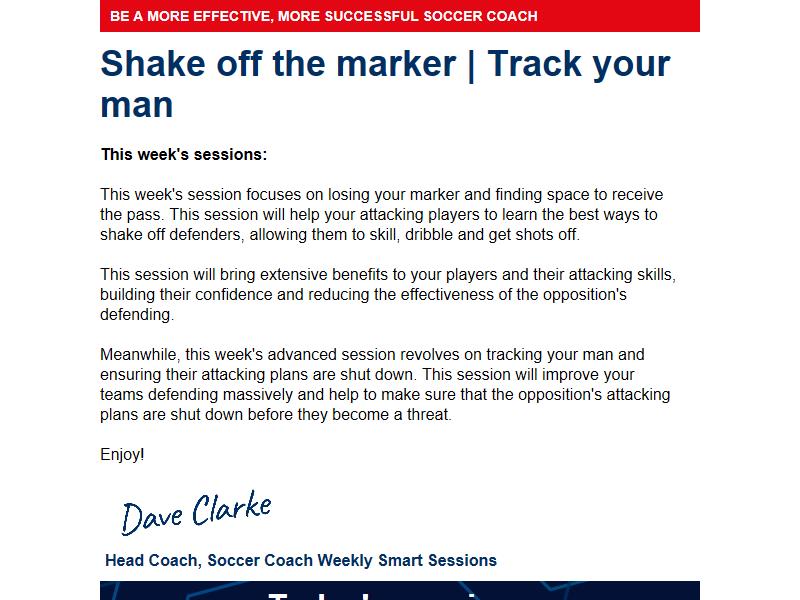 BE A MORE EFFECTIVE, MORE SUCCESSFUL SOCCER COACH
Shake off the marker | Track your
man
This week's sessions:
This week's session focuses on losing your marker and finding space to receive
the pass. This session will help your attacking players to learn the best ways to
shake off defenders, allowing them to skill, dribble and get shots off.
This session will bring extensive benefits to your players and their attacking skills,
building their confidence and reducing the effectiveness of the opposition's
defending.
Meanwhile, this week's advanced session revolves on tracking your man and
ensuring their attacking plans are shut down. This session will improve your
teams defending massively and help to make sure that the opposition's attacking
plans are shut down before they become a threat.
Enjoy!
Dave Clarke
Head Coach, Soccer Coach Weekly Smart Sessions